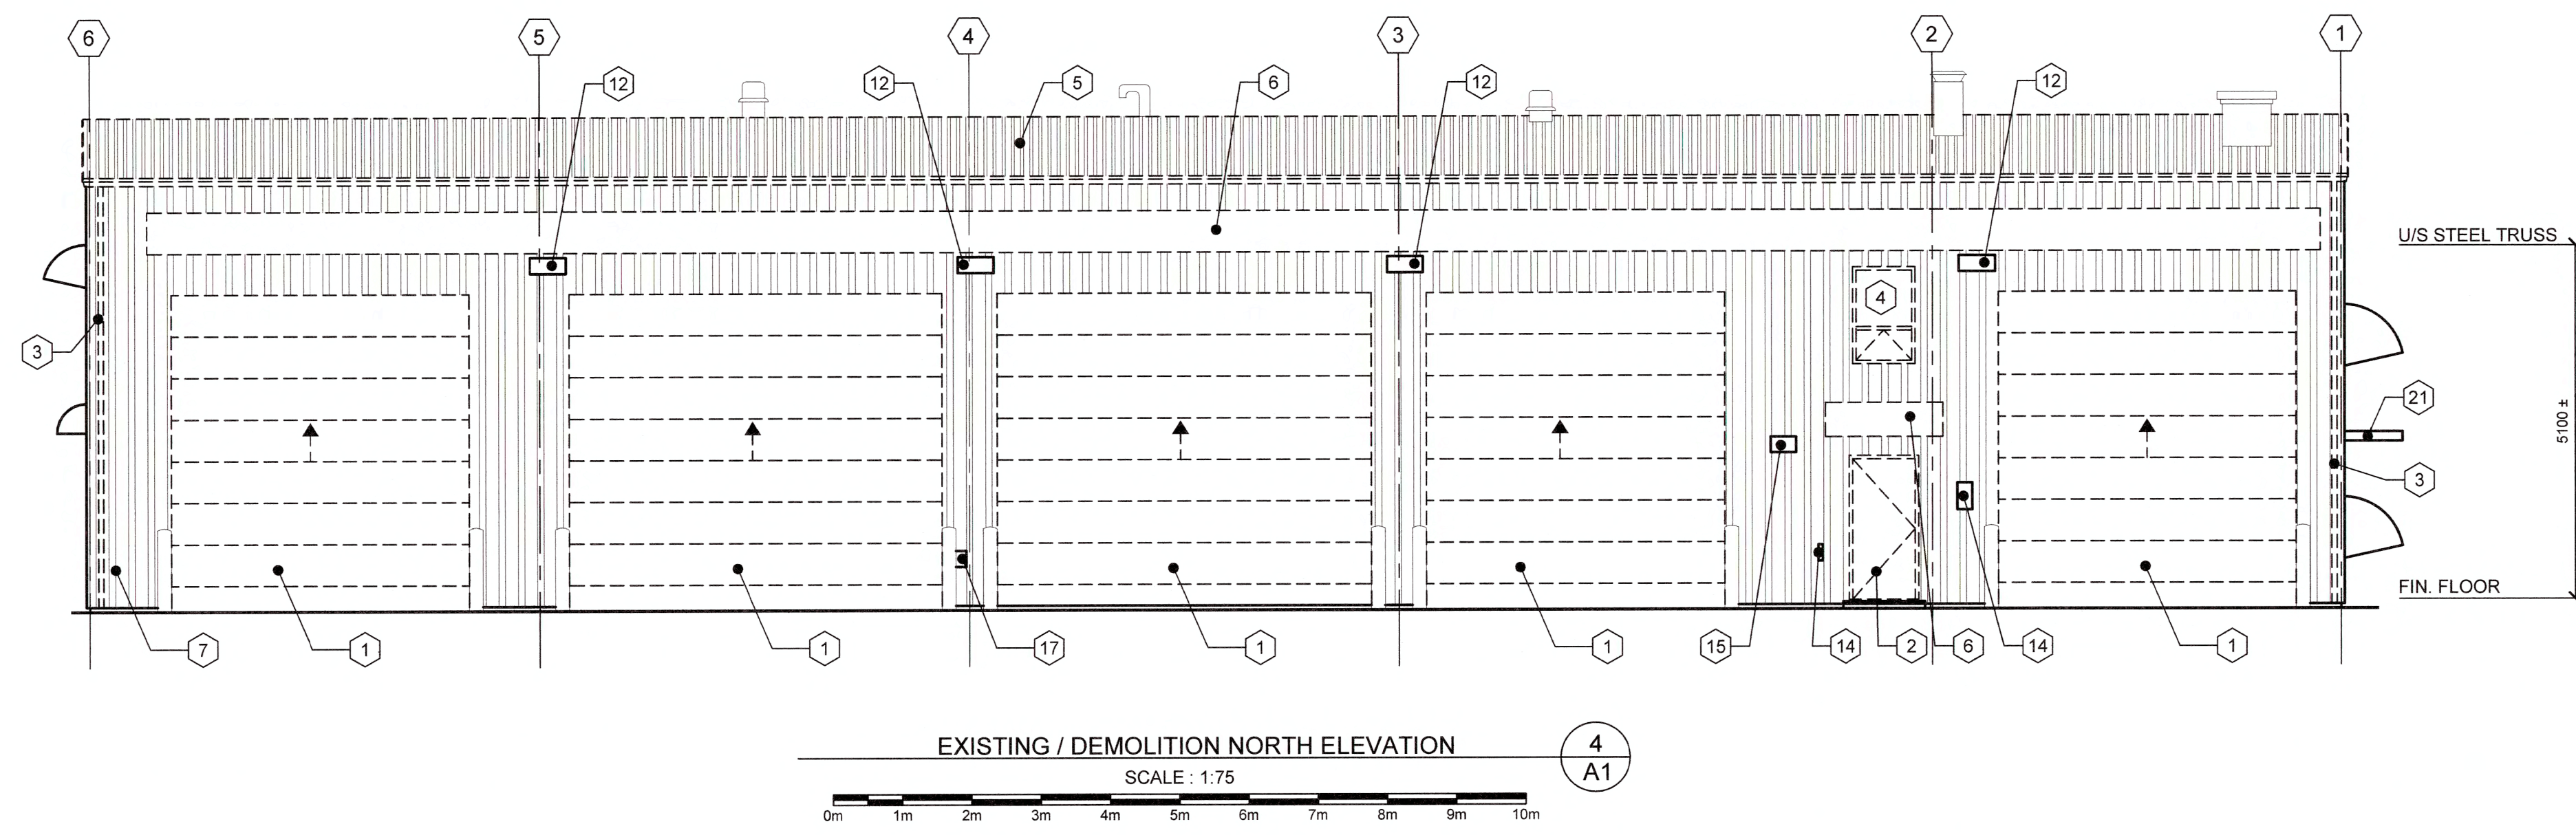 6 5 4 3 2 1
12 12 5 6 12 12
U/S STEEL TRUSS
4
3
21
5100 ±
3
FIN. FLOOR
7 1 1 17 1 1 15 14 2 6 14 1
EXISTING / DEMOLITION NORTH ELEVATION
4
A1
SCALE : 1:75
0m 1m 2m 3m 4m 5m 6m 7m 8m 9m 10m